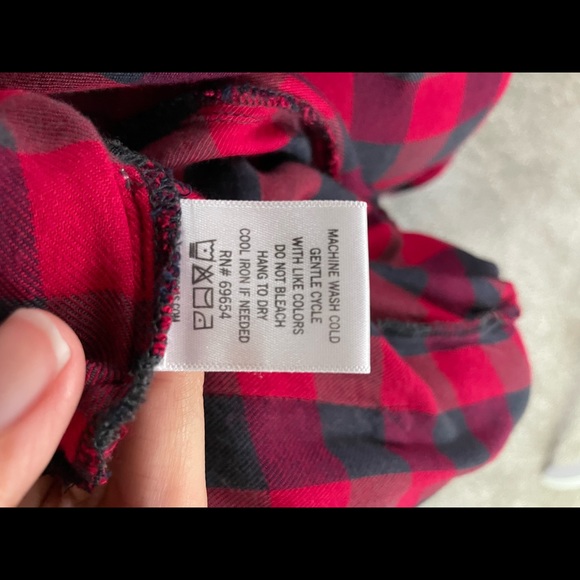 MACHINE WASH COLD
GENTLE CYCLE
WITH LIKE COLORS
DO NOT BLEACH
HANG TO DRY
COOL IRON IF NEEDED
RN# 69654